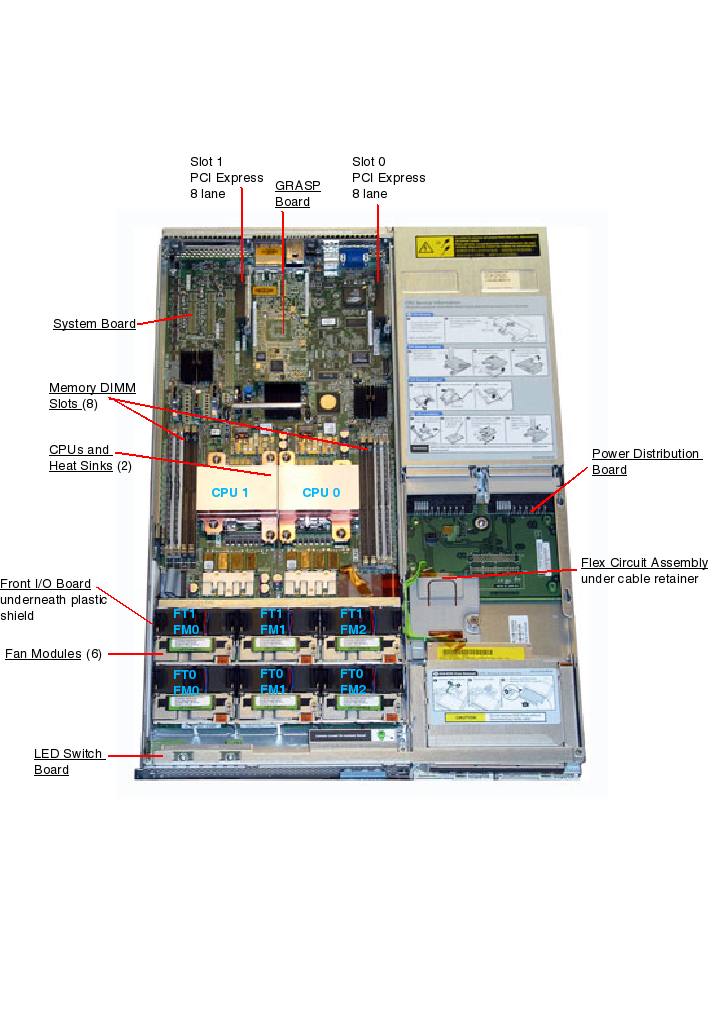 Slot 1
PCI Express
8 lane
GRASP
Board
Slot 0
PCI Express
8 lane
System Board
Memory DIMM
Slots (8)
CPUs and
Heat Sinks (2)
CPU 1
CPU 0
Power Distribution
Board
Flex Circuit Assembly
under cable retainer
Front I/O Board
underneath plastic
shield
FT1
FM0
FT1
FM1
FT1
FM2
Fan Modules (6)
FT0
FM0
FT0
FM1
FT0
FM2
LED Switch
Board